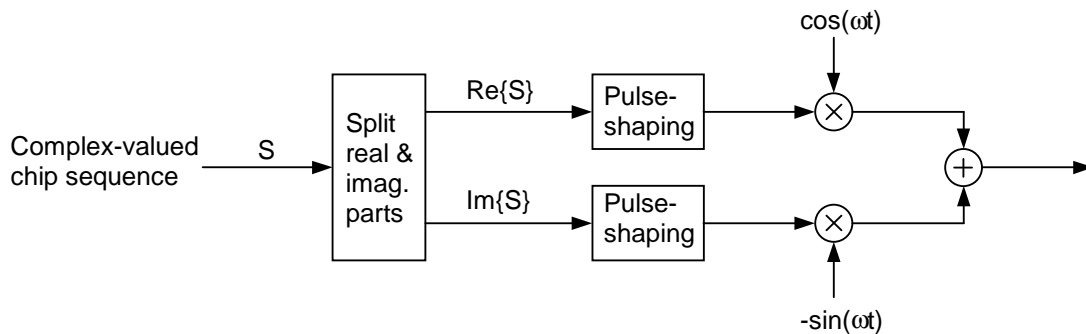 cos(ωt)
Complex-valued
chip sequence
S
Split
real &
imag.
parts
Re{S}
Pulse-
shaping
Im{S}
Pulse-
shaping
-sin(ωt)